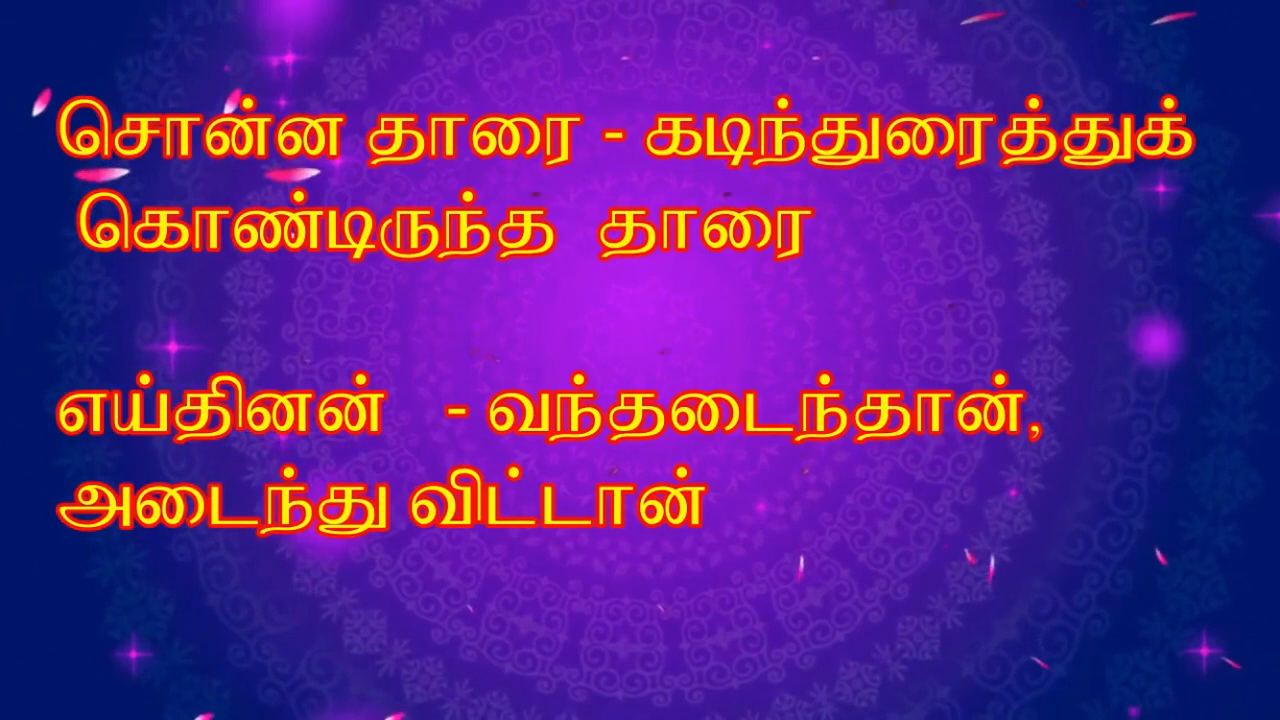 சொன்ன தாரை - கடிந்துரைத்துக்
கொண்டிருந்த தாரை
எய்தினன் - வந்தடைந்தான்,
அடைந்து விட்டான்